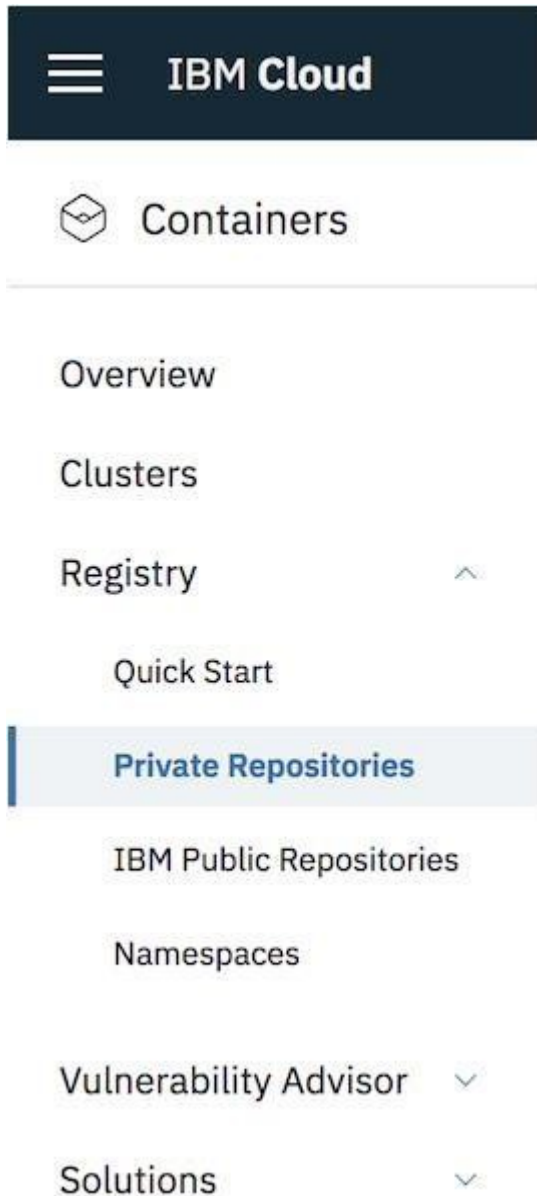 IBM Cloud
Containers
Overview
Clusters
Registry
Quick Start
Private Repositories
IBM Public Repositories
Namespaces
Vulnerability Advisor
Solutions